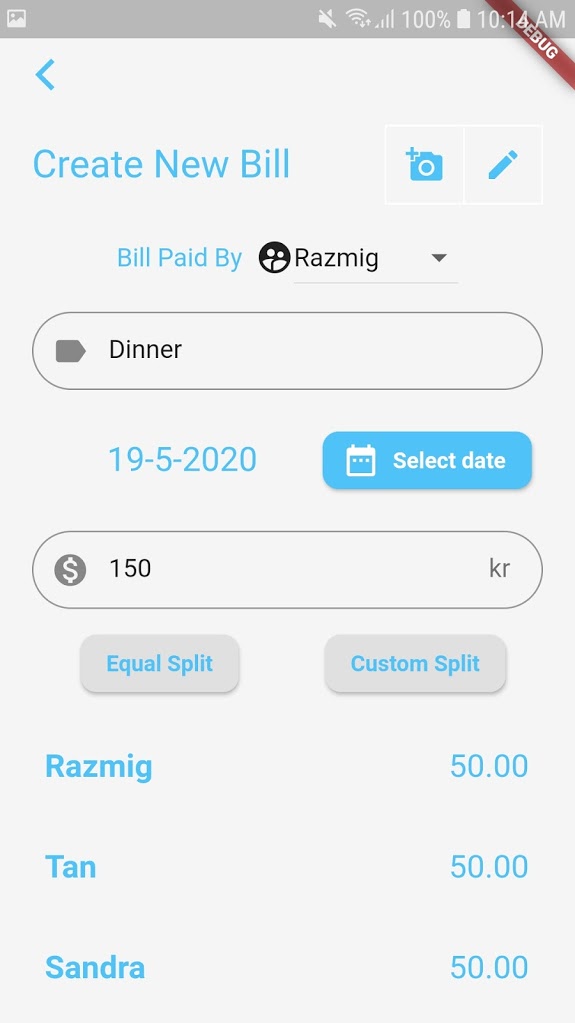 100% 10:14 AM
DEBUG
Create New Bill
Bill Paid By Razmig
Dinner
19-5-2020 Select date
150 kr
Equal Split Custom Split
Razmig 50.00
Tan 50.00
Sandra 50.00